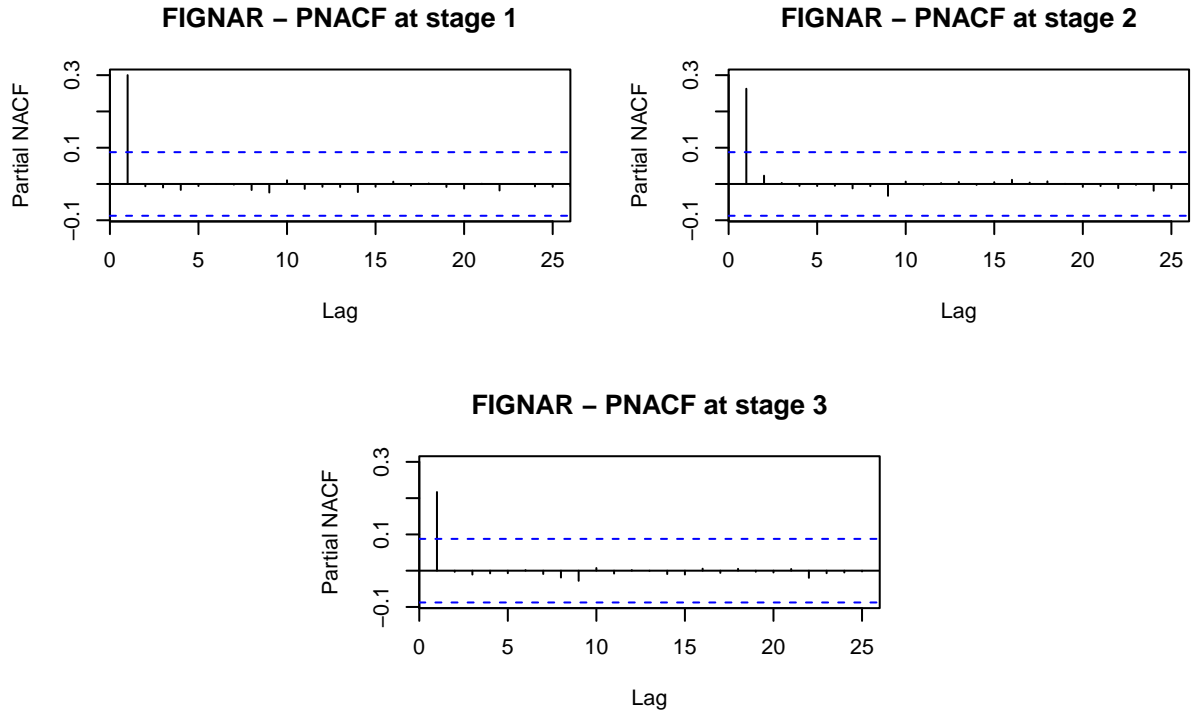 FIGNAR − PNACF at stage 1
Partial NACF
0.3
0.1
−0.1
0 5 10 15 20 25
Lag
FIGNAR − PNACF at stage 2
Partial NACF
0.3
0.1
−0.1
0 5 10 15 20 25
Lag
FIGNAR − PNACF at stage 3
Partial NACF
0.3
0.1
−0.1
0 5 10 15 20 25
Lag